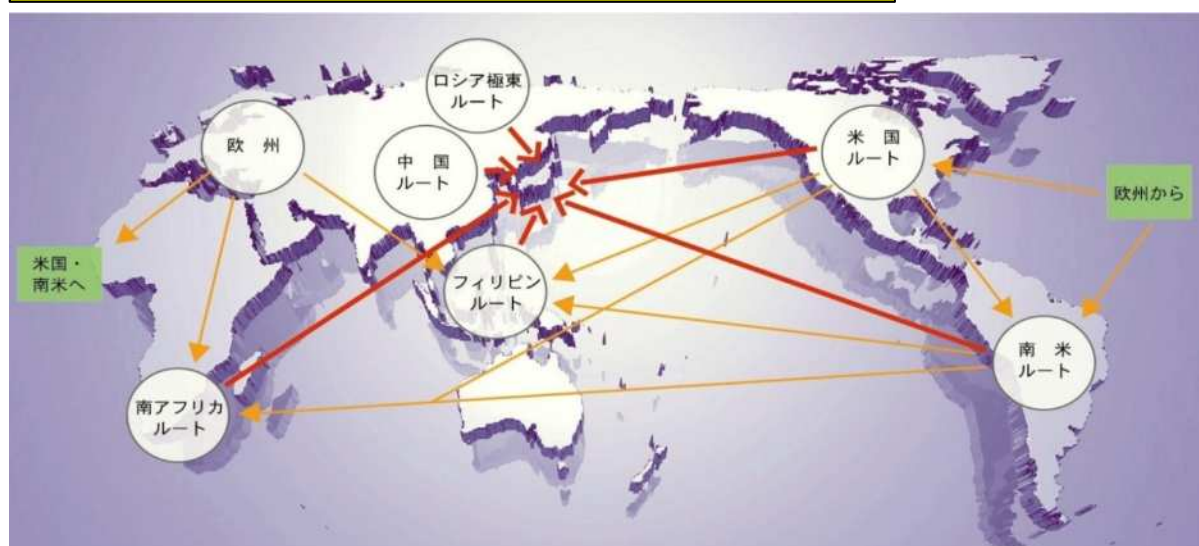 ロシア極東
ルート
欧 州
中 国
ルート
米 国
ルート
欧州から
米国・
南米へ
フィリピン
ルート
南アフリカ
ルート
南 米
ルート